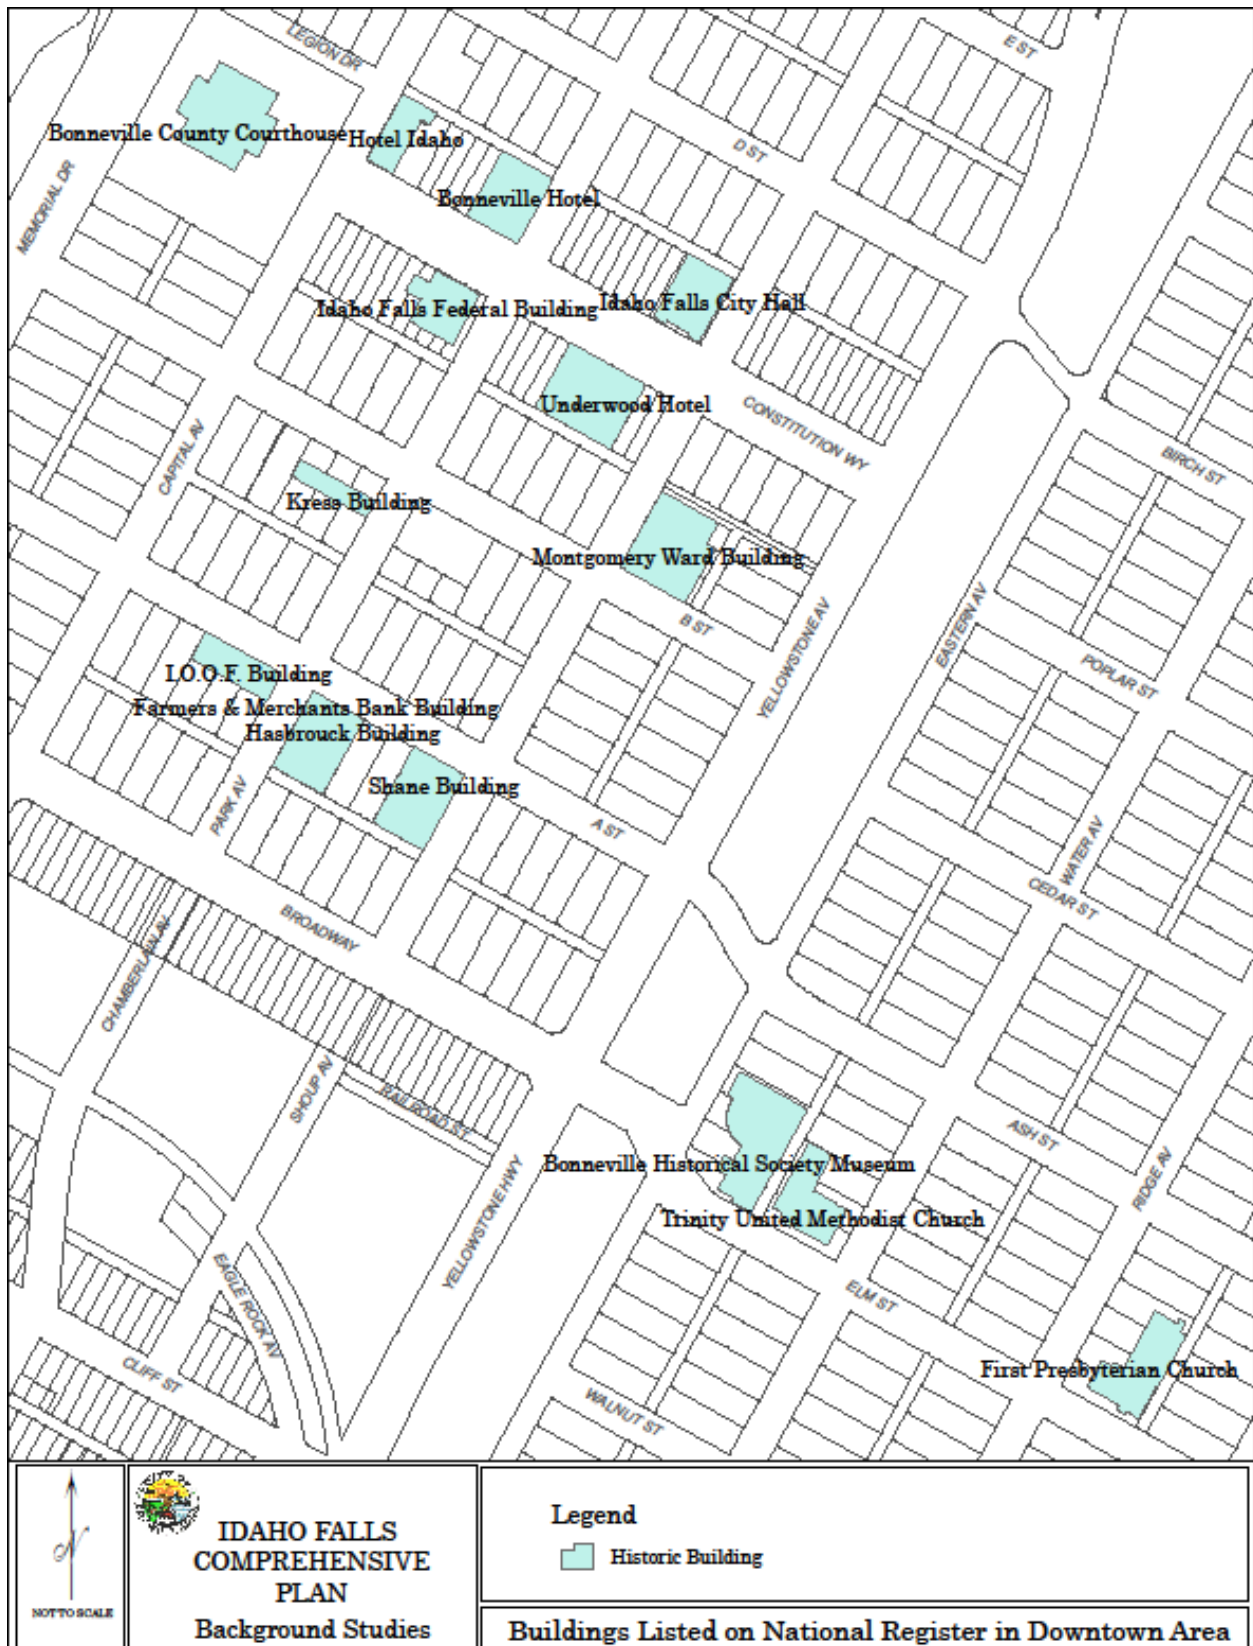 LEGION DR
E ST
Bonneville County Courthouse
Hotel Idaho
D ST
MEMORIAL DR
Bonneville Hotel
Idaho Falls Federal Building
Idaho Falls City Hall
Underwood Hotel
CONSTITUTION WY
CAPITAL AV
BIRCH ST
Kress Building
Montgomery Ward Building
B ST
YELLOWSTONE AV
EASTERN AV
POPLAR ST
I.O.O.F. Building
Farmers & Merchants Bank Building
Hasbrouck Building
Shane Building
PARK AV
A ST
WATER AV
CEDAR ST
BROADWAY
CHAMBERLAIN AV
SHOUP AV
RAILROAD ST
ASH ST
Bonneville Historical Society Museum
RIDGE AV
Trinity United Methodist Church
YELLOWSTONE HWY
EAGLE ROCK AV
ELM ST
First Presbyterian Church
CLIFF ST
WALNUT ST
N
NOT TO SCALE
IDAHO FALLS
COMPREHENSIVE
PLAN
Background Studies
Legend
Historic Building
Buildings Listed on National Register in Downtown Area